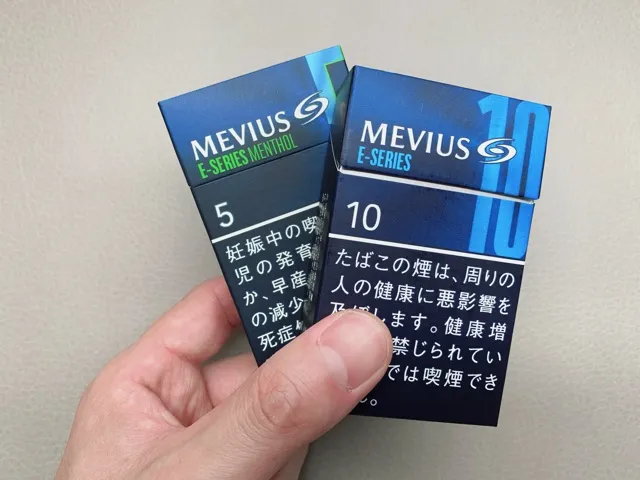 MEVIUS
E-SERIES MENTHOL
5
妊娠中の喫
児の発育
か、早産
の減少
死症
MEVIUS
E-SERIES
10
10
たばこの煙は、周りの
人の健康に悪影響を
及ぼします。健康増
禁じられてい
では喫煙でき
。